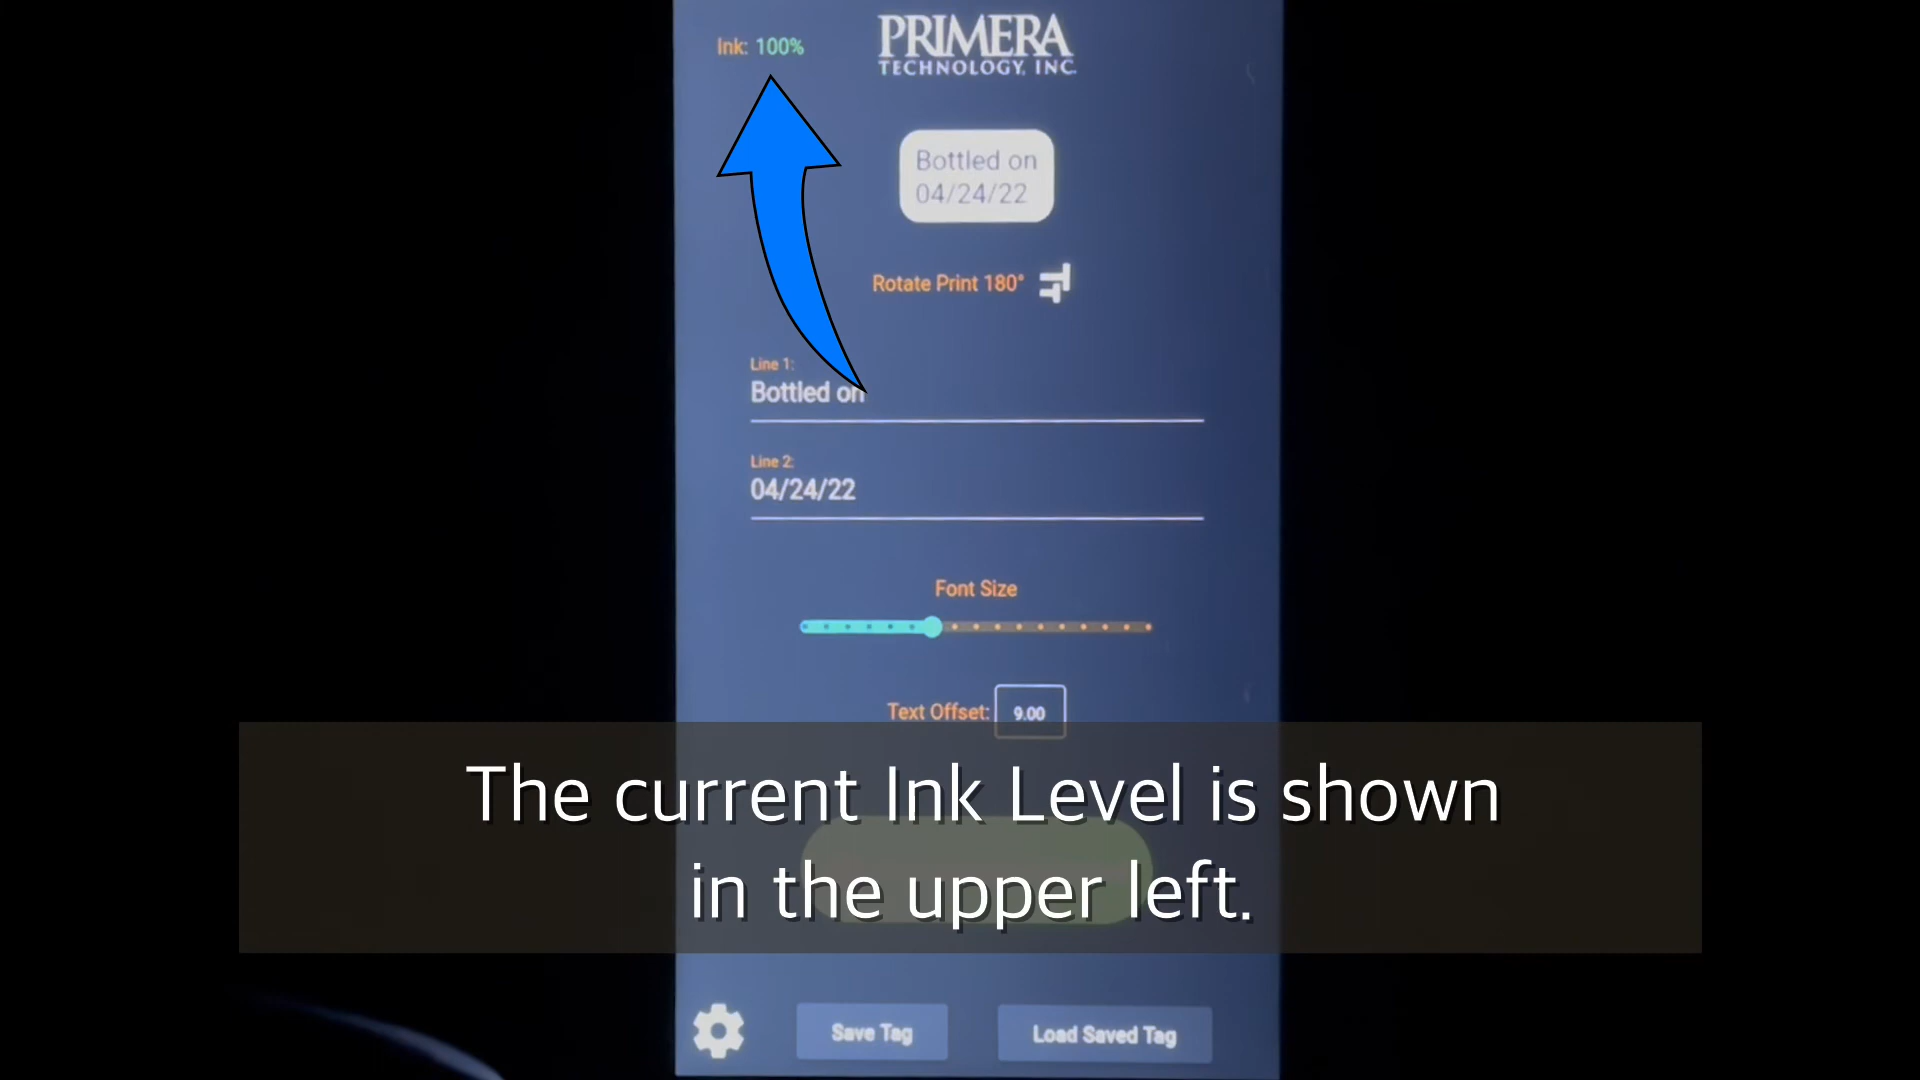 Ink: 100%
PRIMERA
TECHNOLOGY, INC.
Bottled on
04/24/22
Rotate Print 180°
Line 1:
Bottled on
Line 2:
04/24/22
Font Size
Text Offset: 9.00
The current Ink Level is shown
in the upper left.
Save Tag
Load Saved Tag